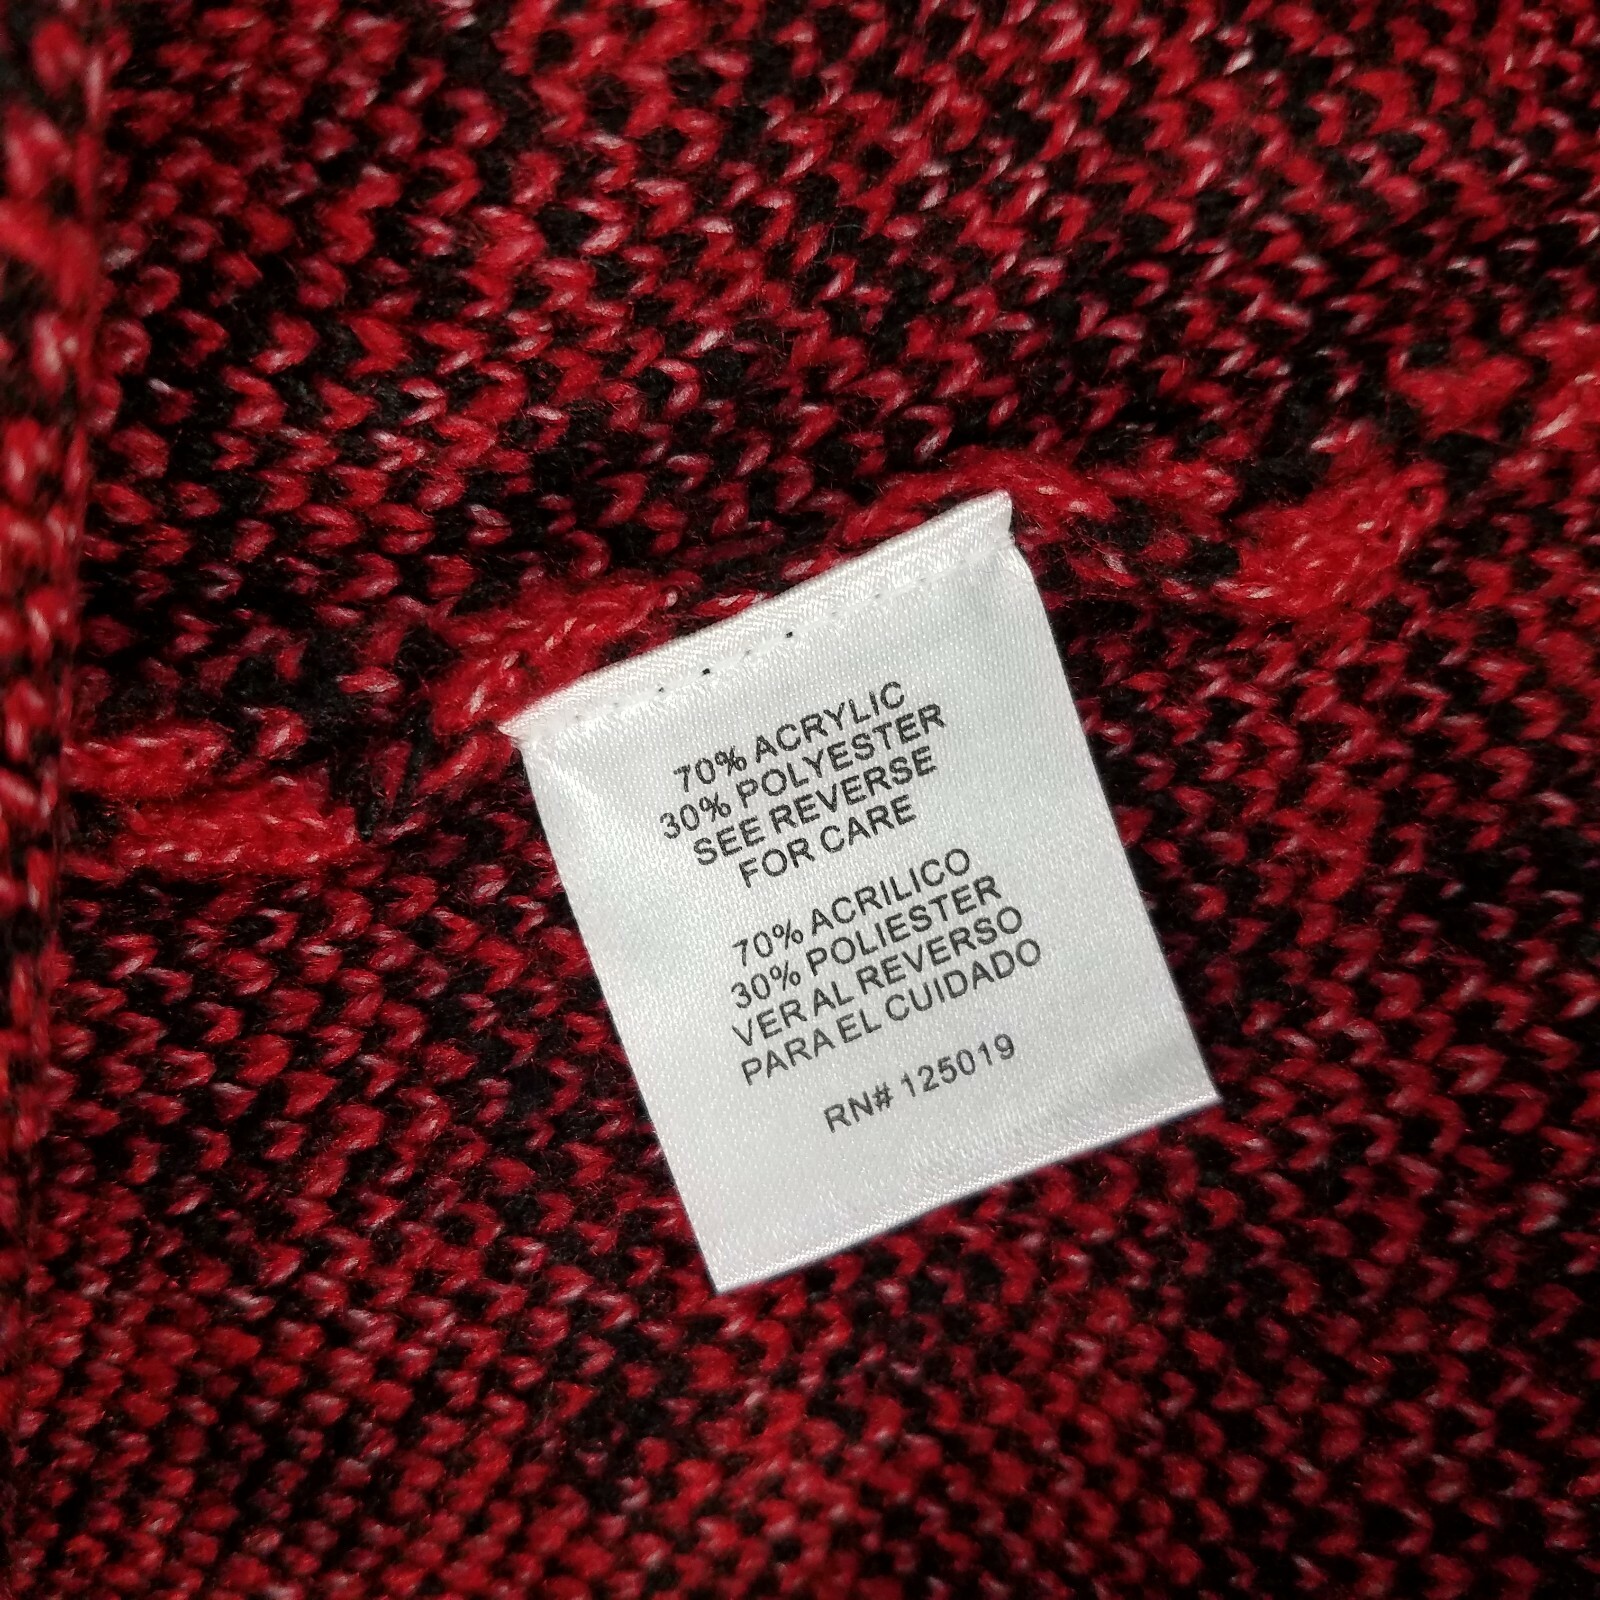 70% ACRYLIC
30% POLYESTER
SEE REVERSE
FOR CARE
70% ACRILICO
30% POLIESTER
VER AL REVERSO
PARA EL CUIDADO
RN# 125019